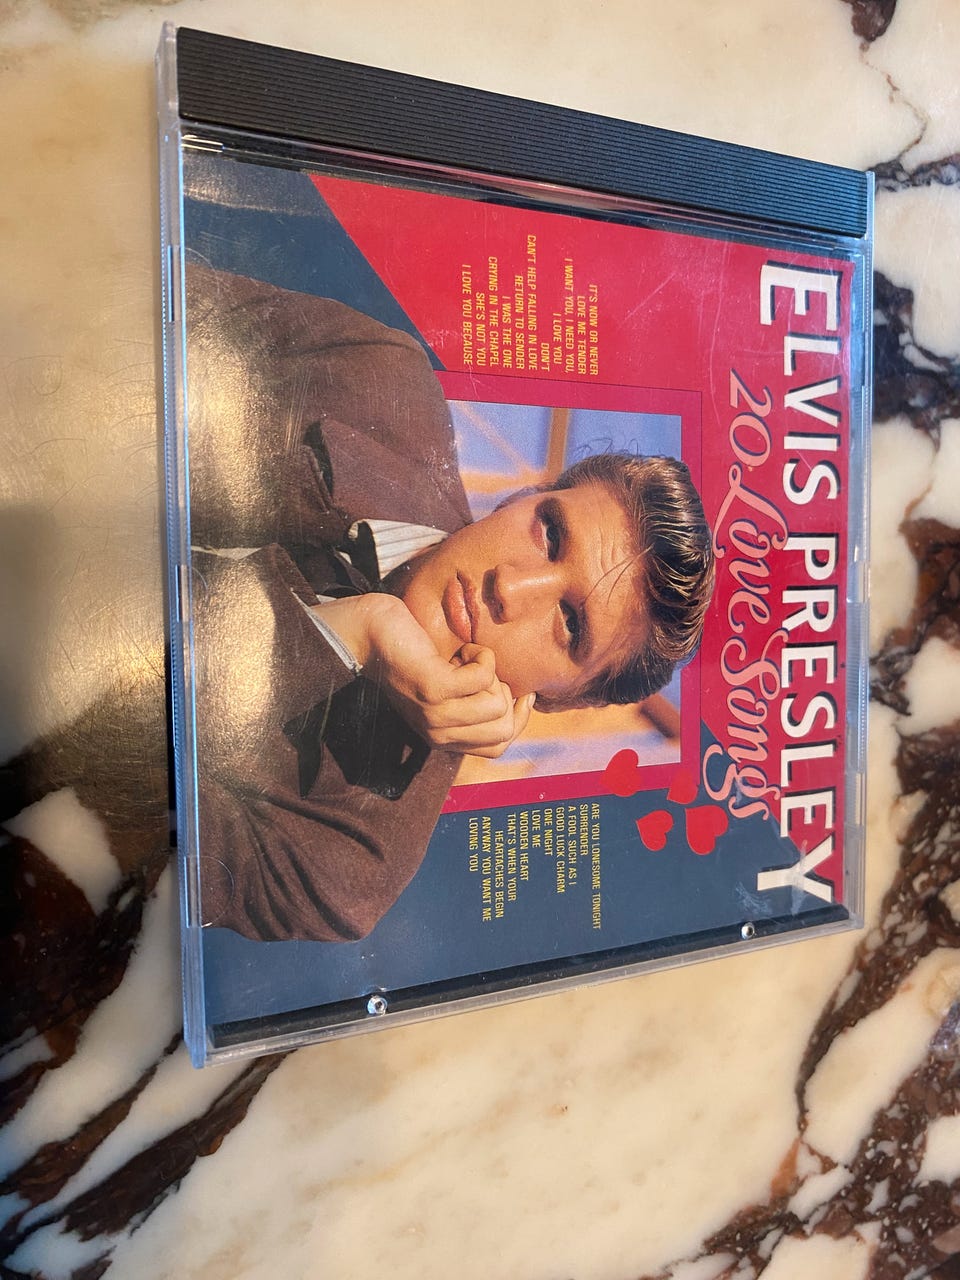 ELVIS PRESLEY
20 Love Songs
IT'S NOW OR NEVER
LOVE ME TENDER
I WANT YOU, I NEED YOU,
I LOVE YOU
DON'T
CAN'T HELP FALLING IN LOVE
RETURN TO SENDER
I WAS THE ONE
CRYING IN THE CHAPEL
SHE'S NOT YOU
I LOVE YOU BECAUSE
ARE YOU LONESOME TONIGHT
SURRENDER
A FOOL SUCH AS I
GOOD LUCK CHARM
ONE NIGHT
LOVE ME
WOODEN HEART
THAT'S WHEN YOUR
HEARTACHES BEGIN
ANYWAY YOU WANT ME
LOVING YOU